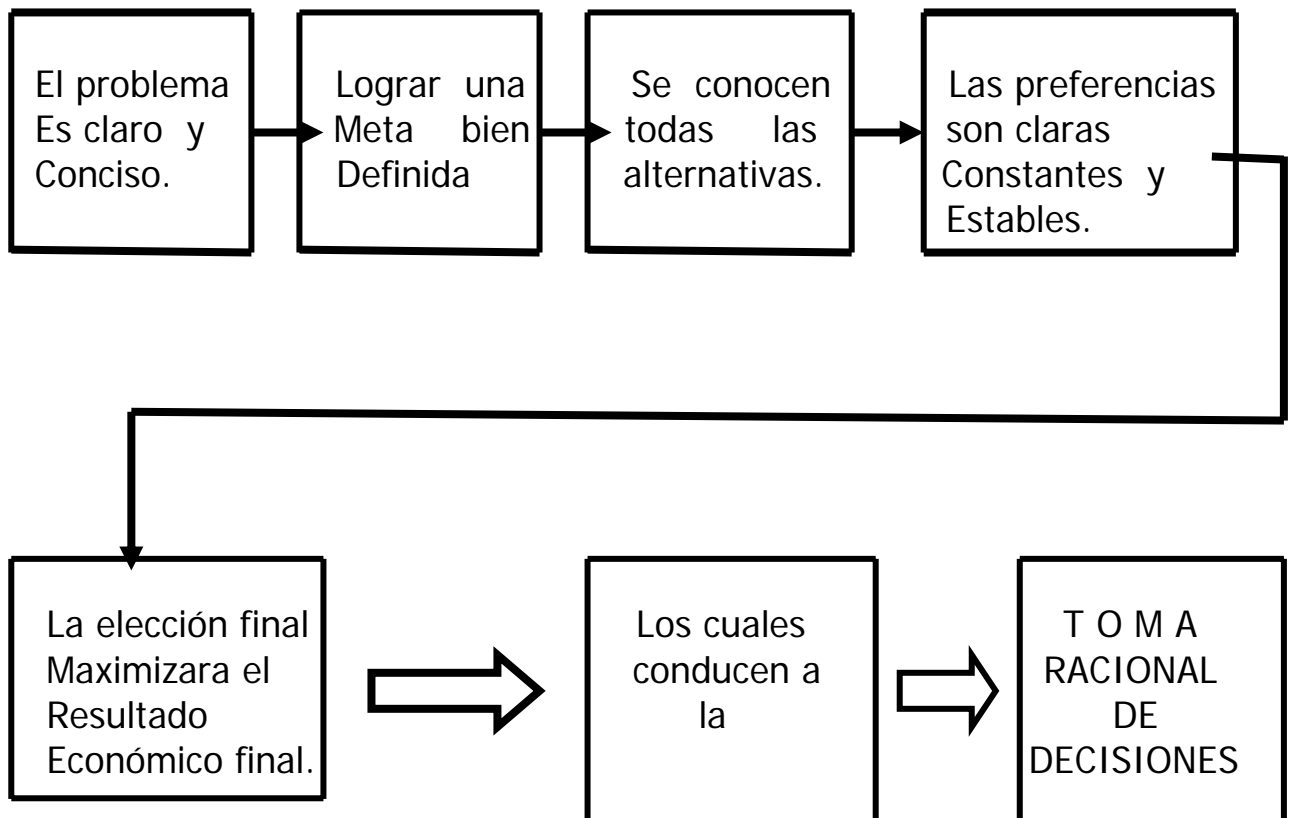 El problema
Es claro y
Conciso.
Lograr una
Meta bien
Definida
Se conocen
todas las
alternativas.
Las preferencias
son claras
Constantes y
Estables.
La elección final
Maximizara el
Resultado
Económico final.
Los cuales
conducen a
la
T O M A
RACIONAL
DE
DECISIONES